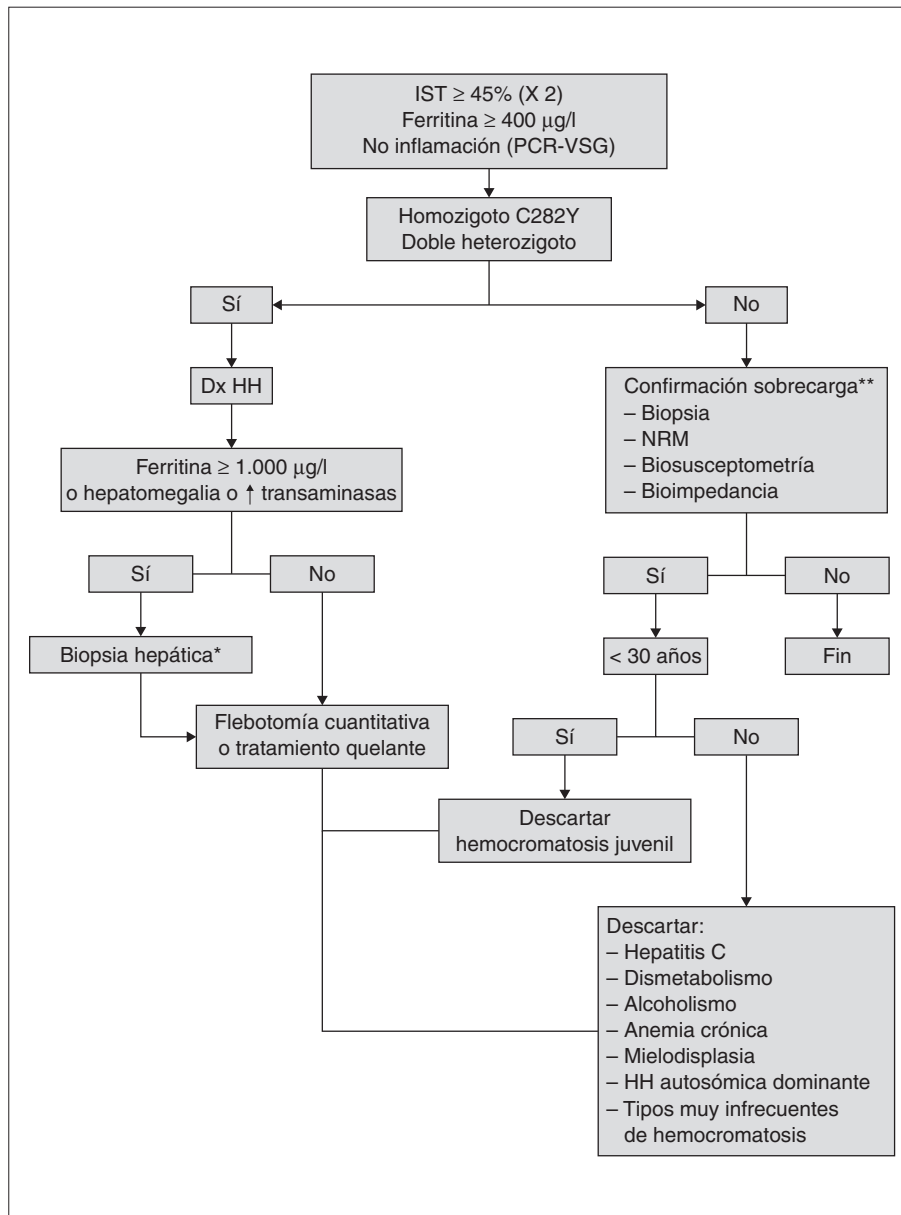 IST ≥ 45% (X 2)
Ferritina ≥ 400 μg/l
No inflamación (PCR-VSG)
Homozigoto C282Y
Doble heterozigoto
Sí
No
Dx HH
Confirmación sobrecarga**
– Biopsia
– NRM
– Biosusceptometría
– Bioimpedancia
Ferritina ≥ 1.000 μg/l
o hepatomegalia o ↑ transaminasas
Sí
No
Sí
No
Biopsia hepática*
< 30 años
Fin
Flebotomía cuantitativa
o tratamiento quelante
Sí
No
Descartar
hemocromatosis juvenil
Descartar:
– Hepatitis C
– Dismetabolismo
– Alcoholismo
– Anemia crónica
– Mielodisplasia
– HH autosómica dominante
– Tipos muy infrecuentes
de hemocromatosis